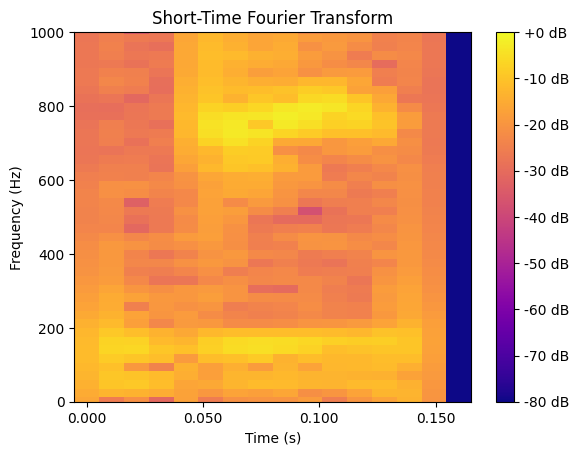 Short-Time Fourier Transform
1000
800
600
400
200
0
Frequency (Hz)
0.000
0.050
0.100
0.150
Time (s)
+0 dB
-10 dB
-20 dB
-30 dB
-40 dB
-50 dB
-60 dB
-70 dB
-80 dB